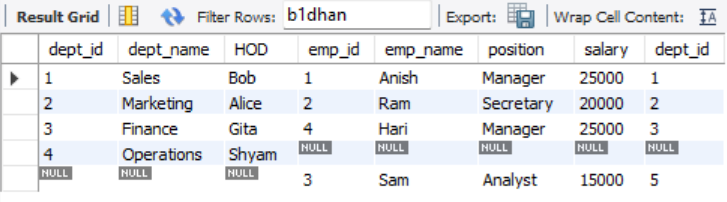 Result Grid Filter Rows: b1dhan Export: Wrap Cell Content: IA
dept_id dept_name HOD emp_id emp_name position salary dept_id
1 Sales Bob 1 Anish Manager 25000 1
2 Marketing Alice 2 Ram Secretary 20000 2
3 Finance Gita 4 Hari Manager 25000 3
4 Operations Shyam NULL NULL NULL NULL NULL
NULL NULL NULL 3 Sam Analyst 15000 5